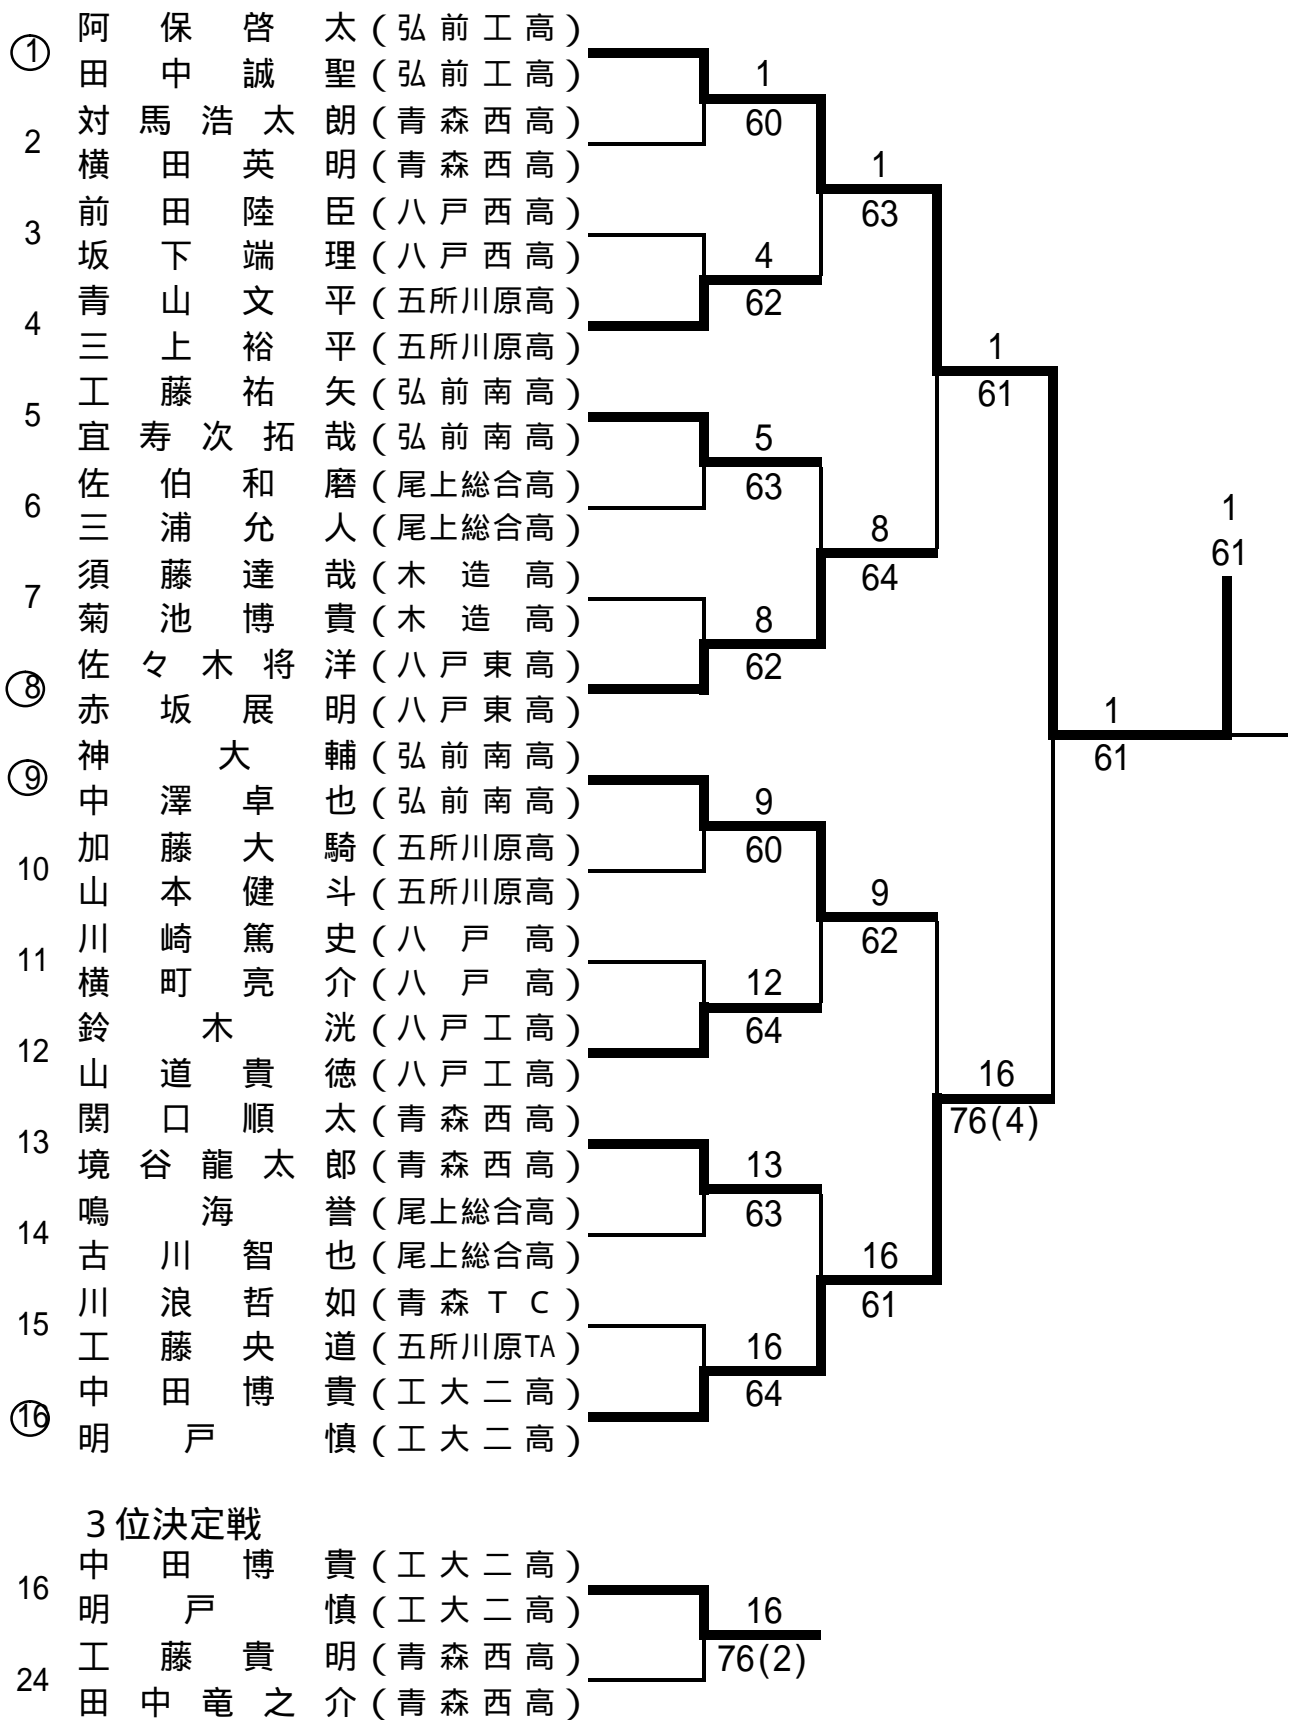 ① 阿保啓太(弘前工高)
田中誠聖(弘前工高)
1
60
2 対馬浩太朗(青森西高)
横田英明(青森西高)
1
63
3 前田陸臣(八戸西高)
坂下端理(八戸西高)
4
62
4 青山文平(五所川原高)
三上裕平(五所川原高)
1
61
5 工藤祐矢(弘前南高)
宜寿次拓哉(弘前南高)
5
63
6 佐伯和磨(尾上総合高)
三浦允人(尾上総合高)
8
64
1
61
7 須藤達哉(木造高)
菊池博貴(木造高)
8
62
⑧ 佐々木将洋(八戸東高)
赤坂展明(八戸東高)
1
61
⑨ 神大輔(弘前南高)
中澤卓也(弘前南高)
9
60
10 加藤大騎(五所川原高)
山本健斗(五所川原高)
9
62
11 川崎篤史(八戸高)
横町亮介(八戸高)
12
64
12 鈴木洸(八戸工高)
山道貴徳(八戸工高)
16
76(4)
13 関口順太(青森西高)
境谷龍太郎(青森西高)
13
63
14 鳴海誉(尾上総合高)
古川智也(尾上総合高)
16
61
15 川浪哲如(青森TC)
工藤央道(五所川原TA)
16
64
⑯ 中田博貴(工大二高)
明戸慎(工大二高)
3位決定戦
16 中田博貴(工大二高)
明戸慎(工大二高)
16
76(2)
24 工藤貴明(青森西高)
田中竜之介(青森西高)